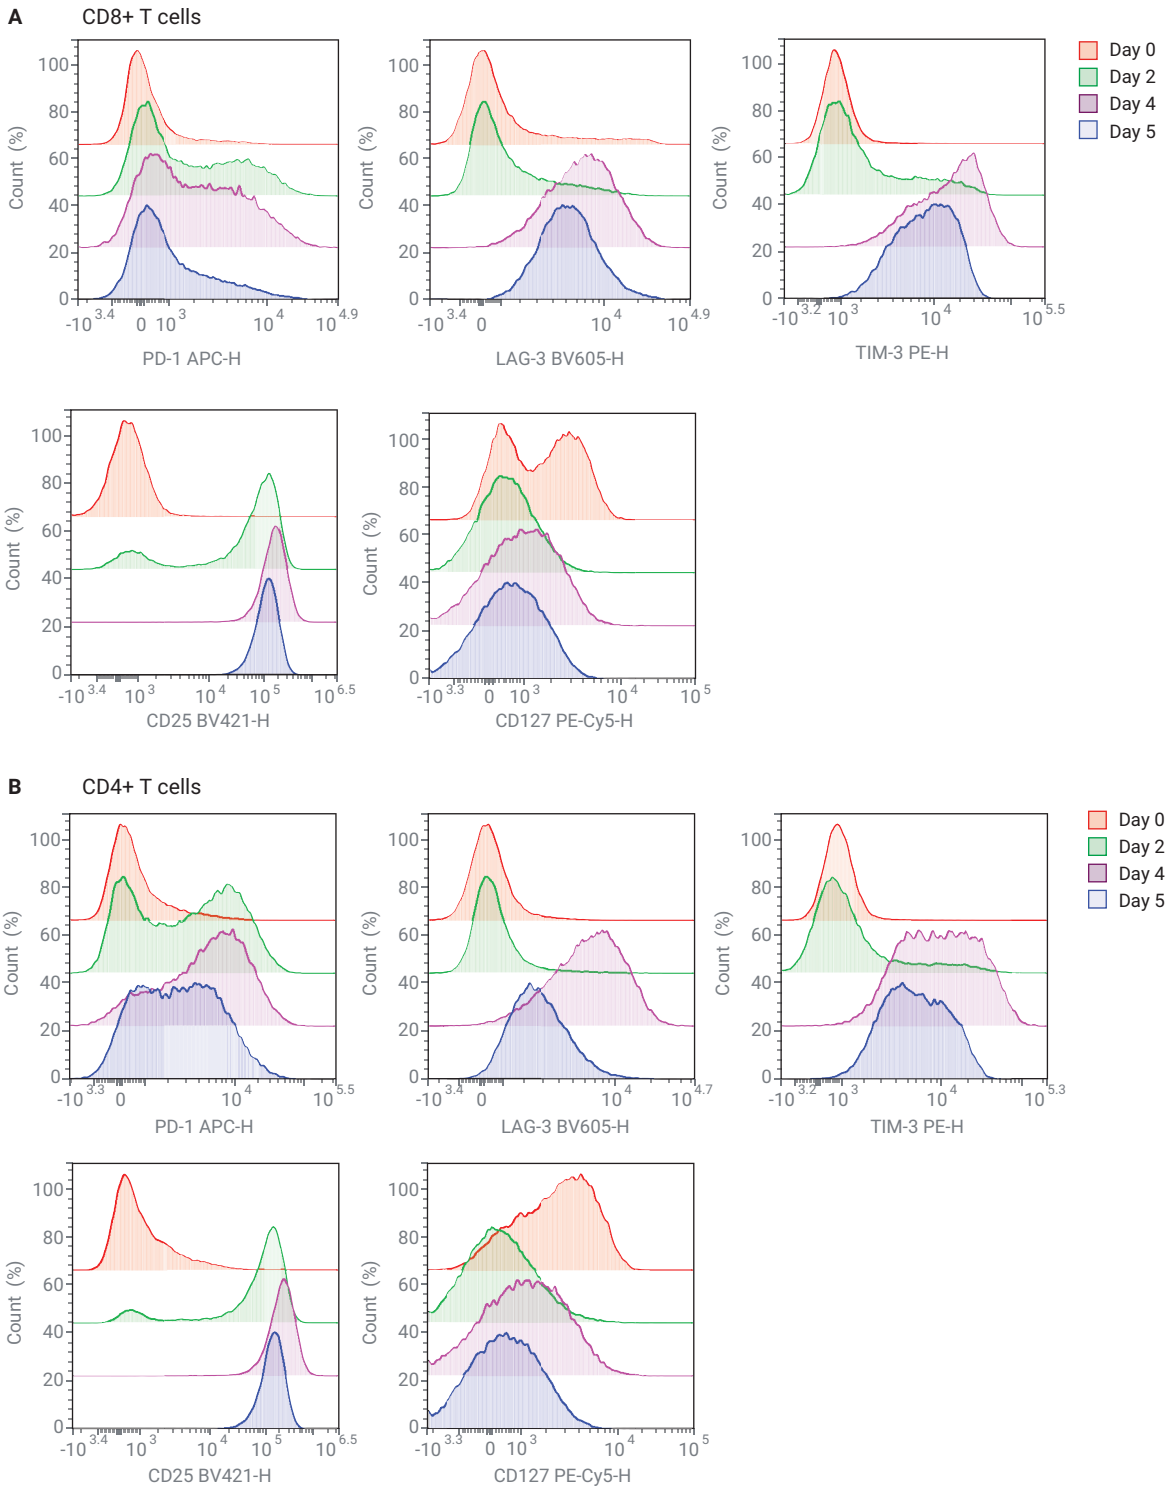 A CD8+ T cells
Day 0
Day 2
Day 4
Day 5
Count (%)
100
80
60
40
20
0
-10^3.4 0 10^3 10^4 10^4.9
PD-1 APC-H
Count (%)
100
80
60
40
20
0
-10^3.4 0 10^4 10^4.9
LAG-3 BV605-H
Count (%)
100
80
60
40
20
0
-10^3.2 10^3 10^4 10^5.5
TIM-3 PE-H
Count (%)
100
80
60
40
20
0
-10^3.4 10^3 10^4 10^5 10^6.5
CD25 BV421-H
Count (%)
100
80
60
40
20
0
-10^3.3 0 10^3 10^4 10^5
CD127 PE-Cy5-H
B CD4+ T cells
Day 0
Day 2
Day 4
Day 5
Count (%)
100
80
60
40
20
0
-10^3.3 0 10^4 10^5.5
PD-1 APC-H
Count (%)
100
80
60
40
20
0
-10^3.4 0 10^4 10^4.7
LAG-3 BV605-H
Count (%)
100
80
60
40
20
0
-10^3.2 10^3 10^4 10^5.3
TIM-3 PE-H
Count (%)
100
80
60
40
20
0
-10^3.4 10^3 10^4 10^5 10^6.5
CD25 BV421-H
Count (%)
100
80
60
40
20
0
-10^3.3 0 10^3 10^4 10^5
CD127 PE-Cy5-H